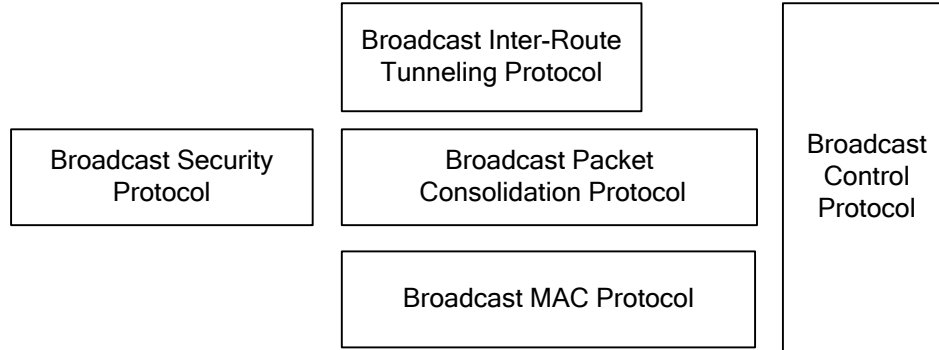 Broadcast Inter-Route
Tunneling Protocol
Broadcast Security
Protocol
Broadcast Packet
Consolidation Protocol
Broadcast
Control
Protocol
Broadcast MAC Protocol